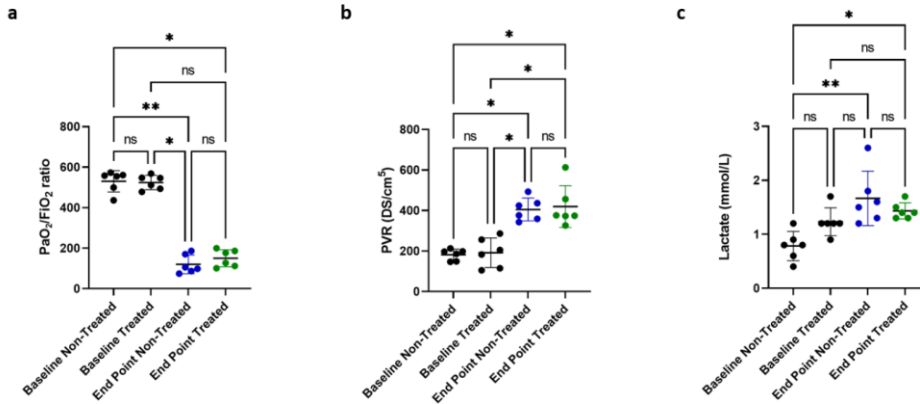 a
*
ns
**
ns
*
ns
PaO2/FiO2 ratio
800
600
400
200
0
Baseline Non-Treated
Baseline Treated
End Point Non-Treated
End Point Treated
b
*
*
*
ns
*
ns
PVR (DS/cm⁵)
800
600
400
200
0
Baseline Non-Treated
Baseline Treated
End Point Non-Treated
End Point Treated
c
*
ns
**
ns
ns
ns
Lactate (mmol/L)
3
2
1
0
Baseline Non-Treated
Baseline Treated
End Point Non-Treated
End Point Treated